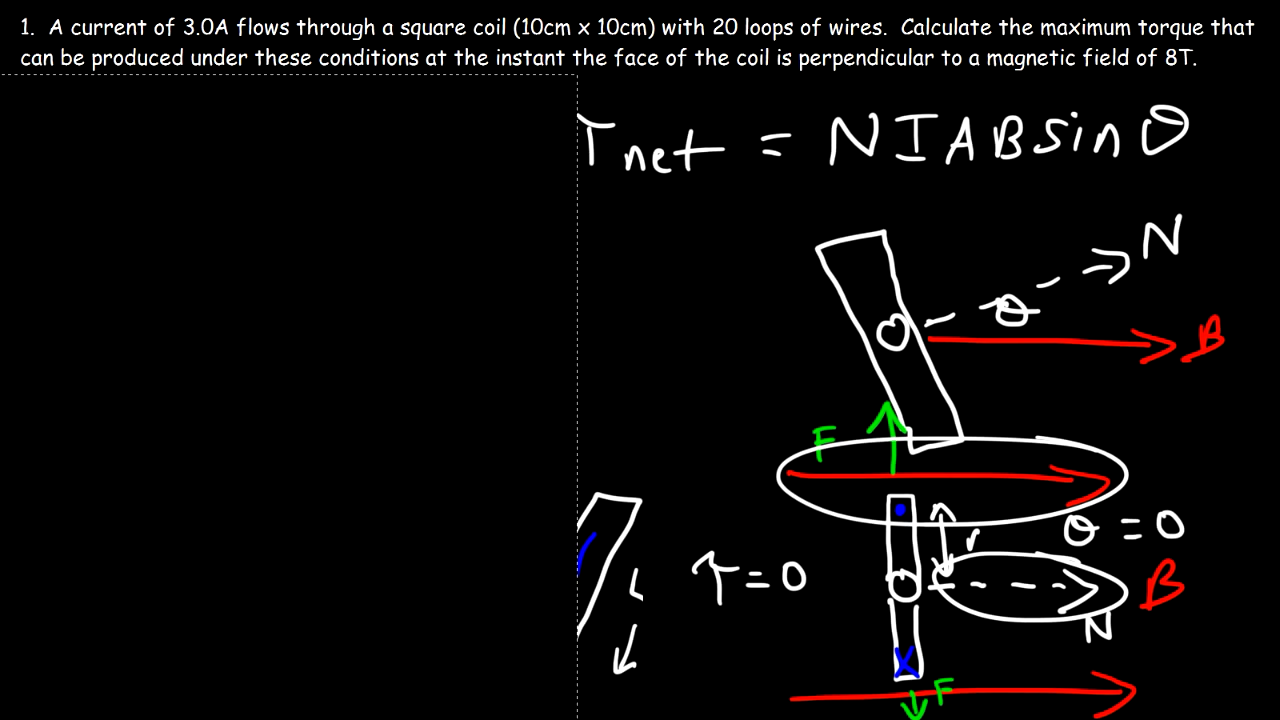 1. A current of 3.0A flows through a square coil (10cm x 10cm) with 20 loops of wires. Calculate the maximum torque that
can be produced under these conditions at the instant the face of the coil is perpendicular to a magnetic field of 8T.
τ net = NIABsinθ
N
θ
B
F
θ = 0
r
τ = 0
B
N
F